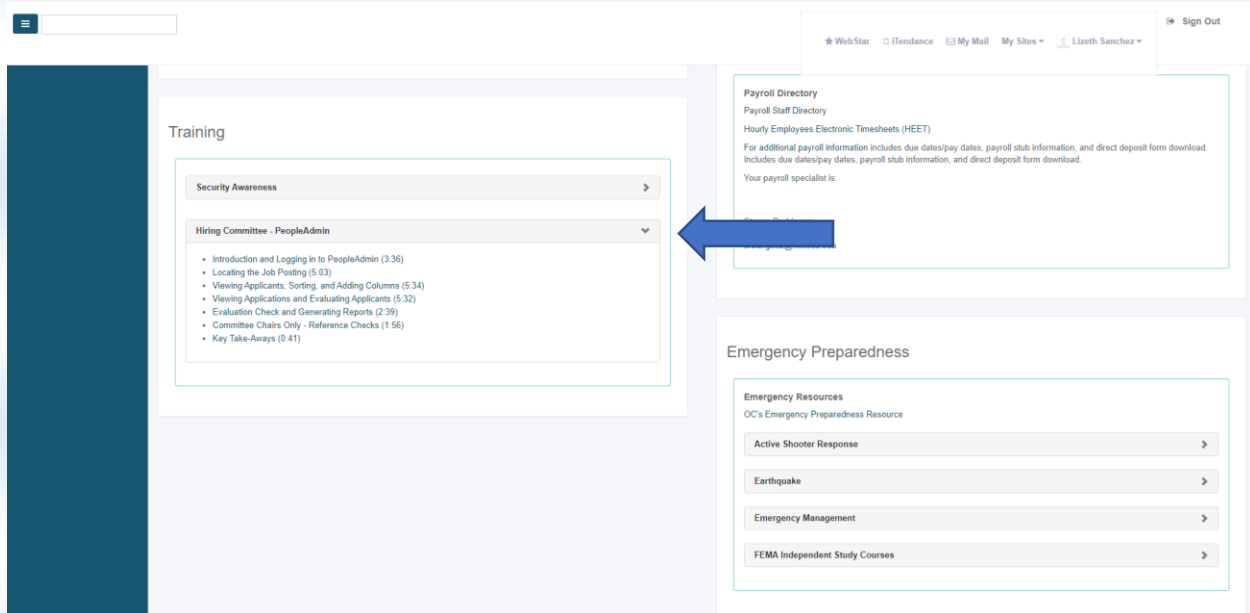 Sign Out
WebStar iTendance My Mail My Sites Lizeth Sanchez
Training
Security Awareness
Hiring Committee - PeopleAdmin
Introduction and Logging in to PeopleAdmin (3:36)
Locating the Job Posting (5:03)
Viewing Applicants, Sorting, and Adding Columns (5:34)
Viewing Applications and Evaluating Applicants (5:32)
Evaluation Check and Generating Reports (2:39)
Committee Chairs Only - Reference Checks (1:56)
Key Take-Aways (0:41)
Payroll Directory
Payroll Staff Directory
Hourly Employees Electronic Timesheets (HEET)
For additional payroll information includes due dates/pay dates, payroll stub information, and direct deposit form download.
Includes due dates/pay dates, payroll stub information, and direct deposit form download.
Your payroll specialist is:
Emergency Preparedness
Emergency Resources
OC's Emergency Preparedness Resource
Active Shooter Response
Earthquake
Emergency Management
FEMA Independent Study Courses